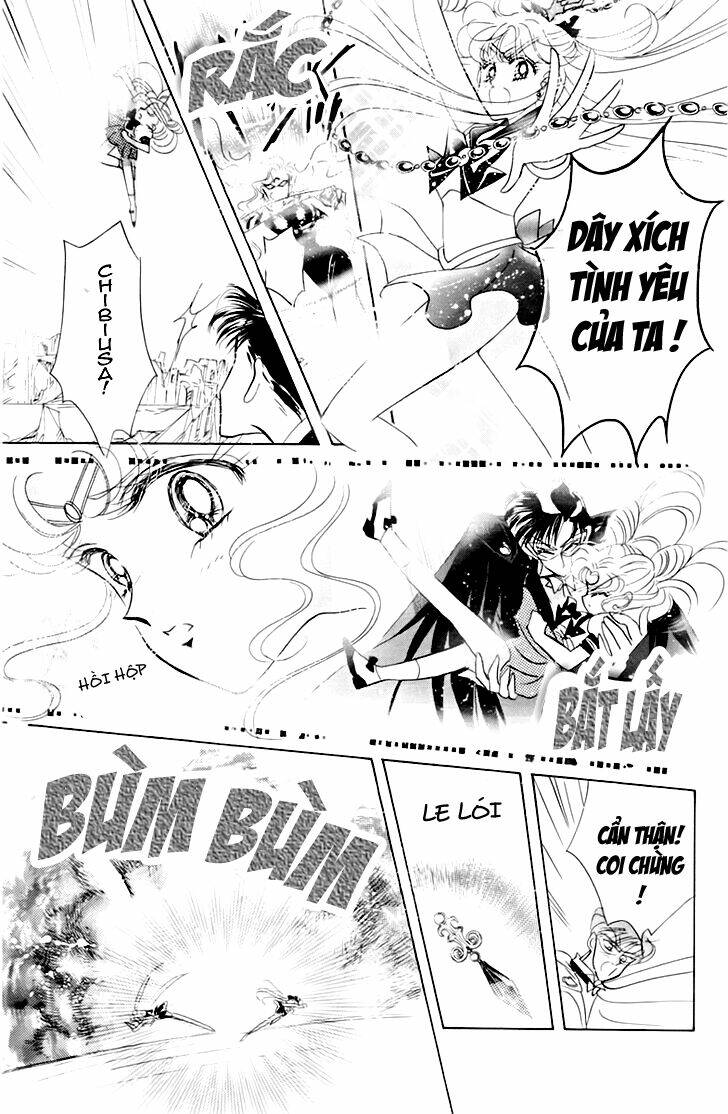 RẮC
DÂY XÍCH
TÌNH YÊU
CỦA TA !
CHIBIUSA!
HỒI HỘP
BẮT LẤY
CẨN THẬN!
COI CHỪNG
!
LE LÓI
BÙM BÙM